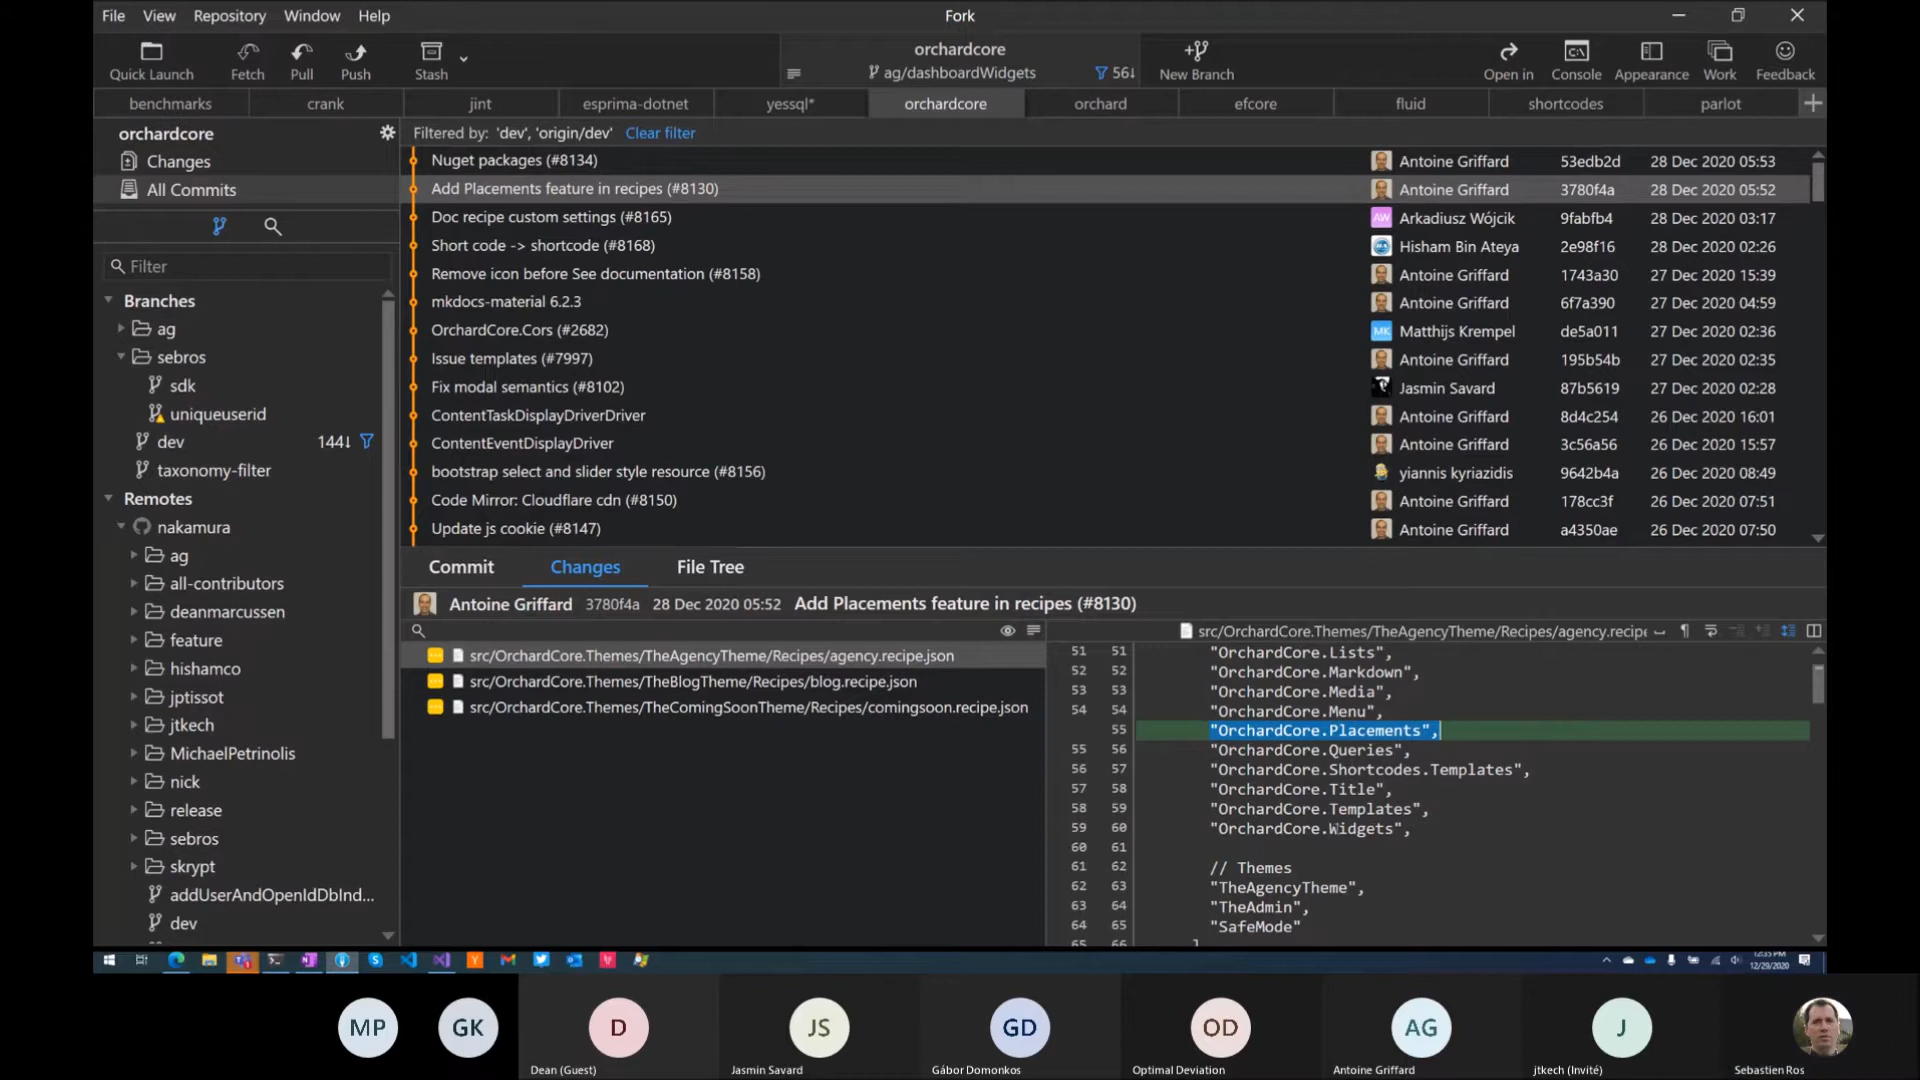 File View Repository Window Help
Fork
Quick Launch
Fetch
Pull
Push
Stash
orchardcore
ag/dashboardWidgets
56↓
New Branch
Open in
Console
Appearance
Work
Feedback
benchmarks
crank
jint
esprima-dotnet
yessql*
orchardcore
orchard
efcore
fluid
shortcodes
parlot
orchardcore
Changes
All Commits
Filter
Branches
ag
sebros
sdk
uniqueuserid
dev 144↓
taxonomy-filter
Remotes
nakamura
ag
all-contributors
deanmarcussen
feature
hishamco
jptissot
jtkech
MichaelPetrinolis
nick
release
sebros
skrypt
addUserAndOpenIdDbInd...
dev
Filtered by: 'dev', 'origin/dev' Clear filter
Nuget packages (#8134) Antoine Griffard 53edb2d 28 Dec 2020 05:53
Add Placements feature in recipes (#8130) Antoine Griffard 3780f4a 28 Dec 2020 05:52
Doc recipe custom settings (#8165) AW Arkadiusz Wójcik 9fabfb4 28 Dec 2020 03:17
Short code -> shortcode (#8168) Hisham Bin Ateya 2e98f16 28 Dec 2020 02:26
Remove icon before See documentation (#8158) Antoine Griffard 1743a30 27 Dec 2020 15:39
mkdocs-material 6.2.3 Antoine Griffard 6f7a390 27 Dec 2020 04:59
OrchardCore.Cors (#2682) MK Matthijs Krempel de5a011 27 Dec 2020 02:36
Issue templates (#7997) Antoine Griffard 195b54b 27 Dec 2020 02:35
Fix modal semantics (#8102) Jasmin Savard 87b5619 27 Dec 2020 02:28
ContentTaskDisplayDriverDriver Antoine Griffard 8d4c254 26 Dec 2020 16:01
ContentEventDisplayDriver Antoine Griffard 3c56a56 26 Dec 2020 15:57
bootstrap select and slider style resource (#8156) yiannis kyriazidis 9642b4a 26 Dec 2020 08:49
Code Mirror: Cloudflare cdn (#8150) Antoine Griffard 178cc3f 26 Dec 2020 07:51
Update js cookie (#8147) Antoine Griffard a4350ae 26 Dec 2020 07:50
Commit Changes File Tree
Antoine Griffard 3780f4a 28 Dec 2020 05:52 Add Placements feature in recipes (#8130)
src/OrchardCore.Themes/TheAgencyTheme/Recipes/agency.recipe.json
src/OrchardCore.Themes/TheBlogTheme/Recipes/blog.recipe.json
src/OrchardCore.Themes/TheComingSoonTheme/Recipes/comingsoon.recipe.json
src/OrchardCore.Themes/TheAgencyTheme/Recipes/agency.recipe
51 51 "OrchardCore.Lists",
52 52 "OrchardCore.Markdown",
53 53 "OrchardCore.Media",
54 54 "OrchardCore.Menu",
55 "OrchardCore.Placements",
55 56 "OrchardCore.Queries",
56 57 "OrchardCore.Shortcodes.Templates",
57 58 "OrchardCore.Title",
58 59 "OrchardCore.Templates",
59 60 "OrchardCore.Widgets",
60 61
61 62 // Themes
62 63 "TheAgencyTheme",
63 64 "TheAdmin",
64 65 "SafeMode"
65 66 ]
12:35 PM
12/29/2020
MP
GK
D
JS
GD
OD
AG
J
Dean (Guest)
Jasmin Savard
Gábor Domonkos
Optimal Deviation
Antoine Griffard
jtkech (Invité)
Sebastien Ros